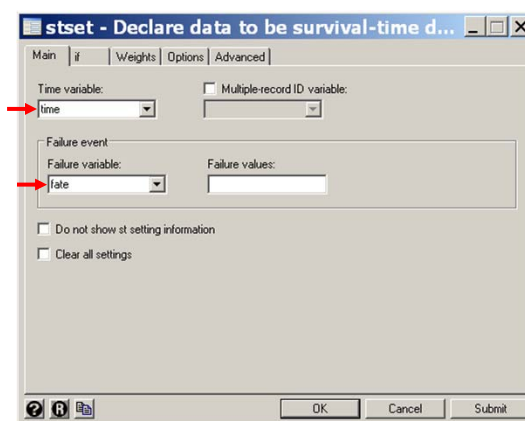 stset - Declare data to be survival-time d...
Main if Weights Options Advanced
Time variable: Multiple-record ID variable:
time
Failure event
Failure variable: Failure values:
fate
Do not show st setting information
Clear all settings
? R OK Cancel Submit